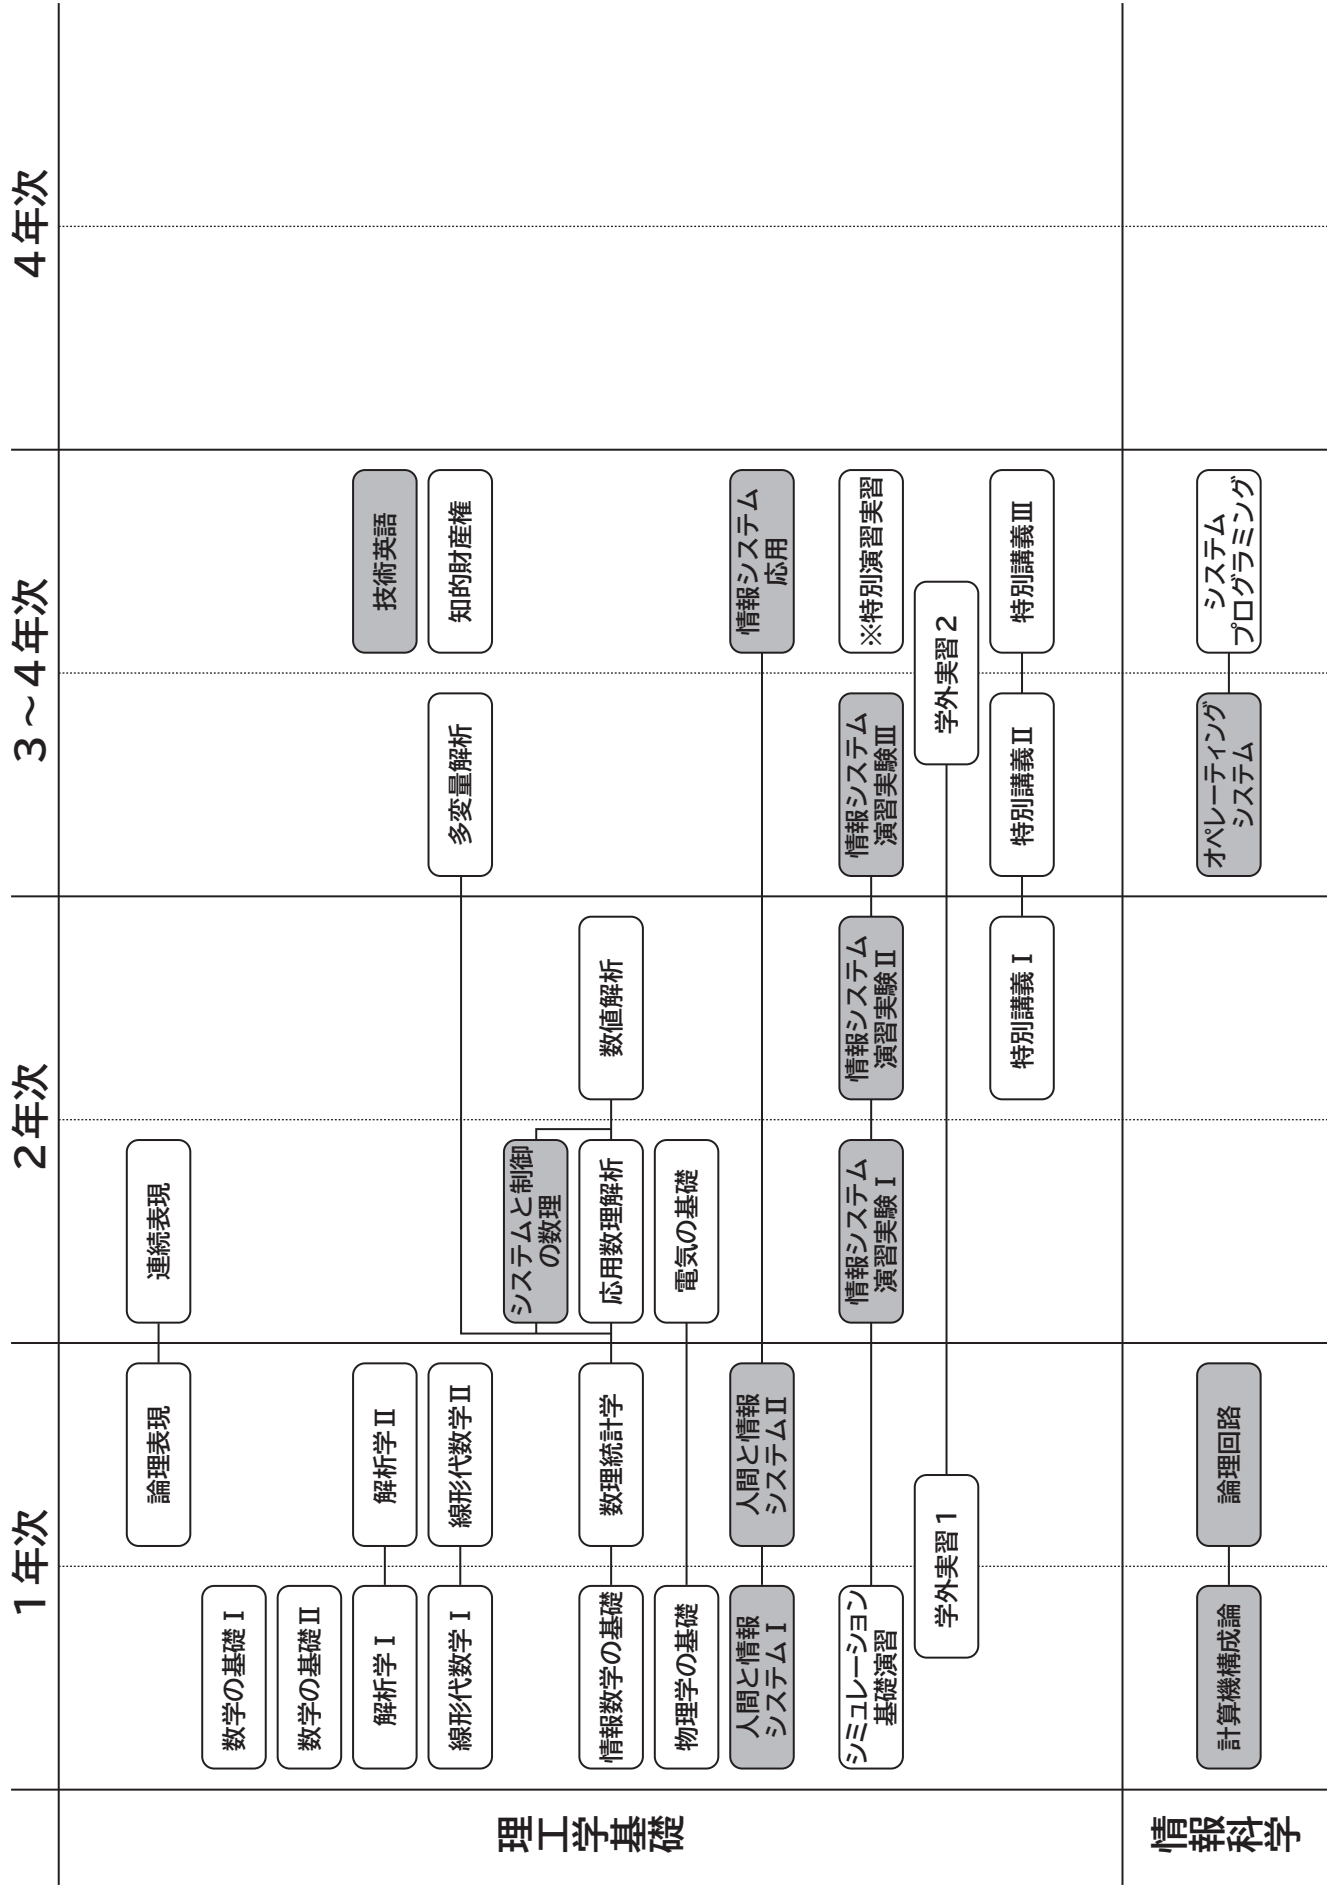 1年次
2年次
3～4年次
4年次
理工学基礎
論理表現
連続表現
数学の基礎Ⅰ
数学の基礎Ⅱ
解析学Ⅰ
解析学Ⅱ
技術英語
線形代数学Ⅰ
線形代数学Ⅱ
多変量解析
知的財産権
システムと制御
の数理
情報数学の基礎
数理統計学
応用数理解析
数値解析
物理学の基礎
電気の基礎
人間と情報
システムⅠ
人間と情報
システムⅡ
情報システム
応用
シミュレーション
基礎演習
情報システム
演習実験Ⅰ
情報システム
演習実験Ⅱ
情報システム
演習実験Ⅲ
※特別演習実習
学外実習1
学外実習2
特別講義Ⅰ
特別講義Ⅱ
特別講義Ⅲ
情報科学
計算機構成論
論理回路
オペレーティング
システム
システム
プログラミング